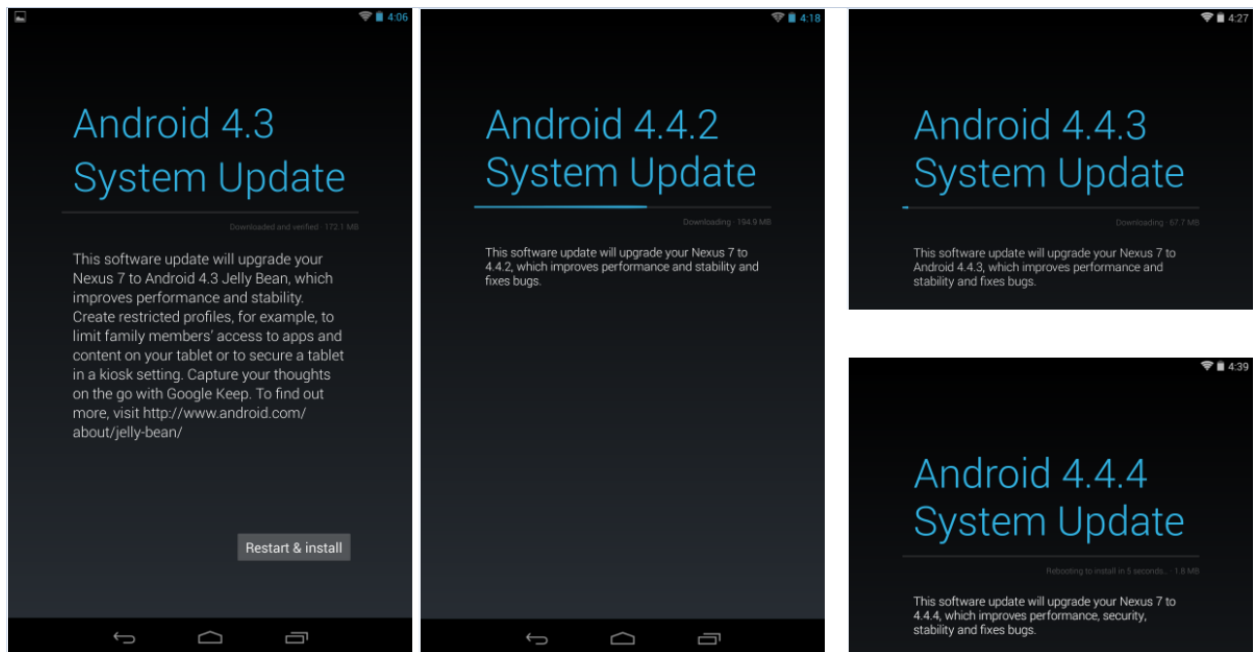 4:06
Android 4.3
System Update
Downloaded and verified · 172.1 MB
This software update will upgrade your
Nexus 7 to Android 4.3 Jelly Bean, which
improves performance and stability.
Create restricted profiles, for example, to
limit family members' access to apps and
content on your tablet or to secure a tablet
in a kiosk setting. Capture your thoughts
on the go with Google Keep. To find out
more, visit http://www.android.com/
about/jelly-bean/
Restart & install
4:18
Android 4.4.2
System Update
Downloading · 194.9 MB
This software update will upgrade your Nexus 7 to
4.4.2, which improves performance and stability and
fixes bugs.
4:27
Android 4.4.3
System Update
Downloading · 67.7 MB
This software update will upgrade your Nexus 7 to
Android 4.4.3, which improves performance and
stability and fixes bugs.
4:39
Android 4.4.4
System Update
Rebooting to install in 5 seconds... · 1.8 MB
This software update will upgrade your Nexus 7 to
4.4.4, which improves performance, security,
stability and fixes bugs.